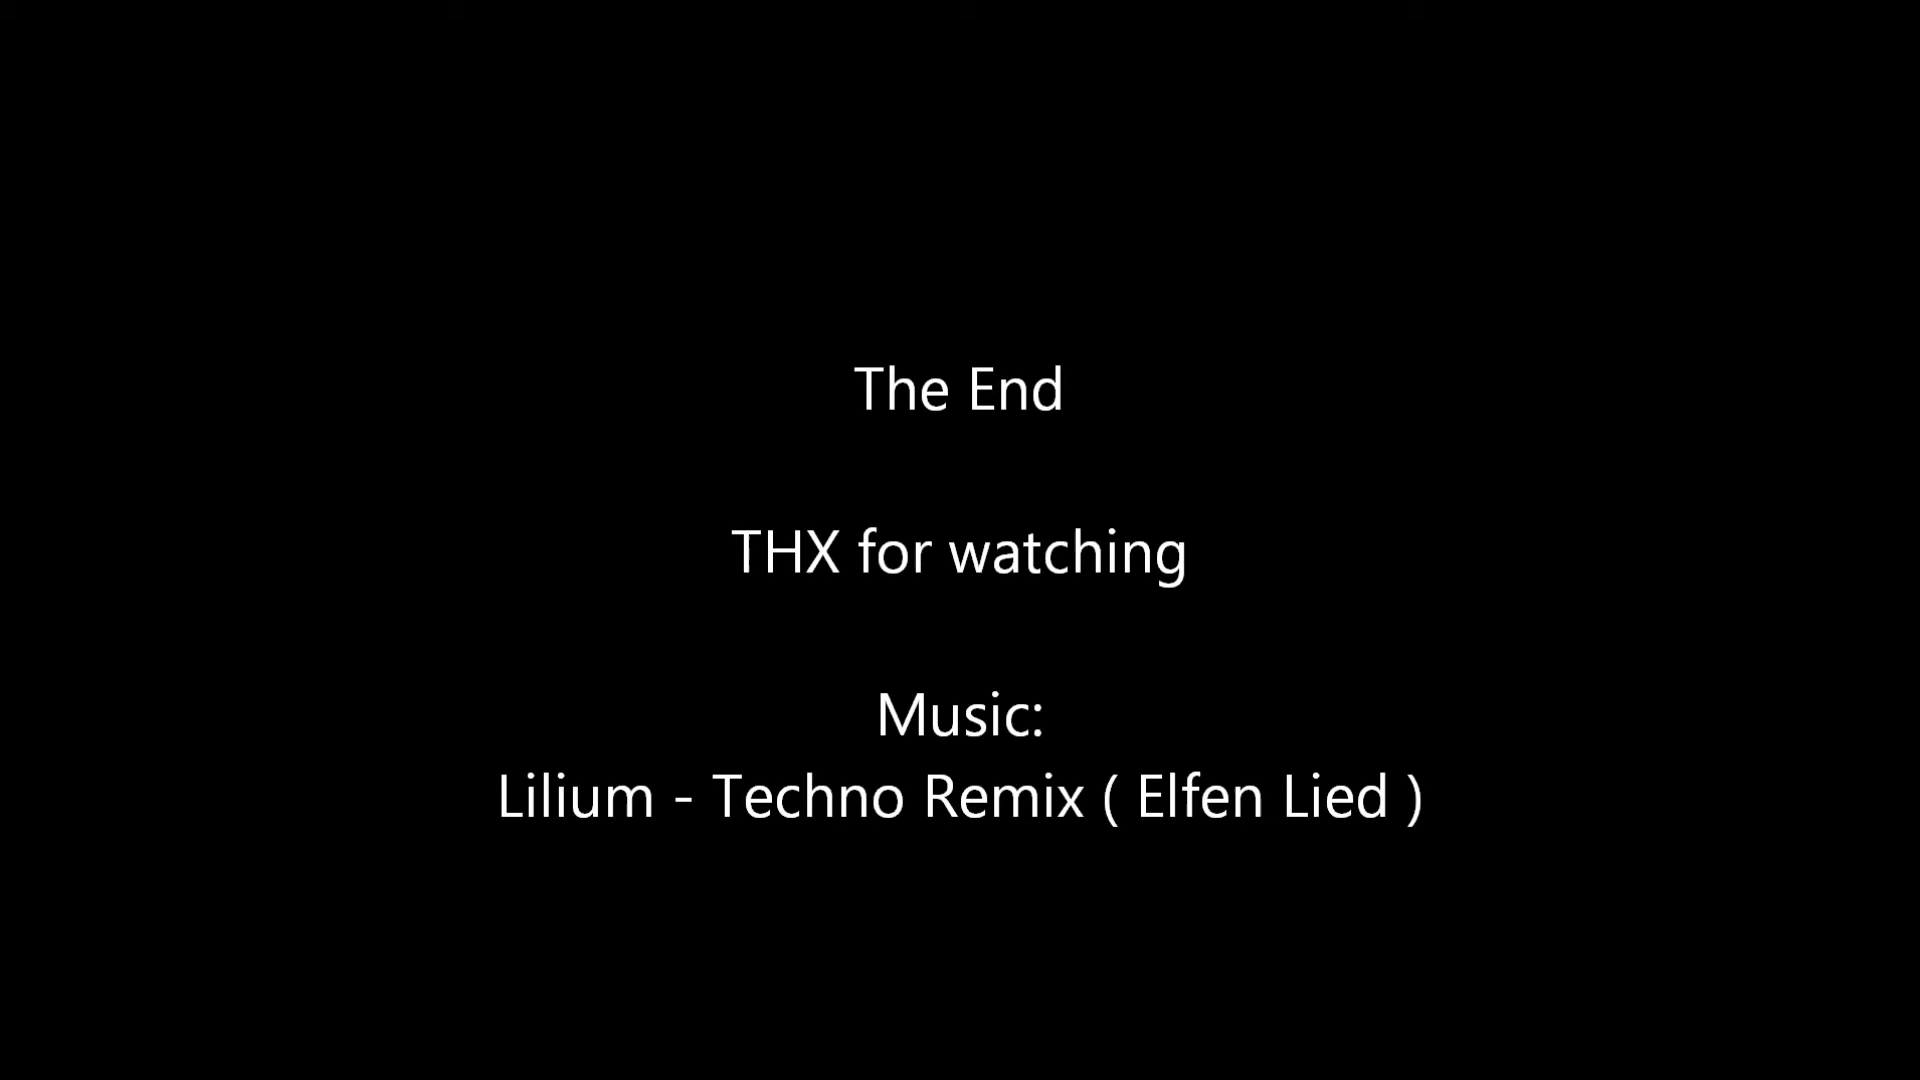 The End
THX for watching
Music:
Lilium - Techno Remix ( Elfen Lied )